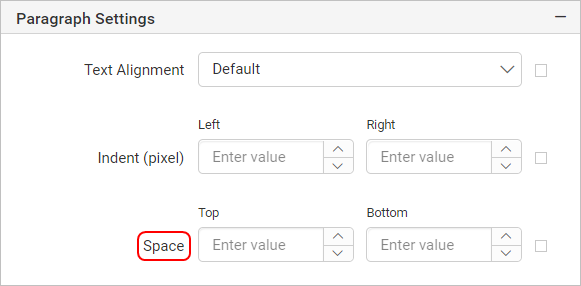 Paragraph Settings
Text Alignment Default
Left Right
Indent (pixel) Enter value Enter value
Top Bottom
Space Enter value Enter value